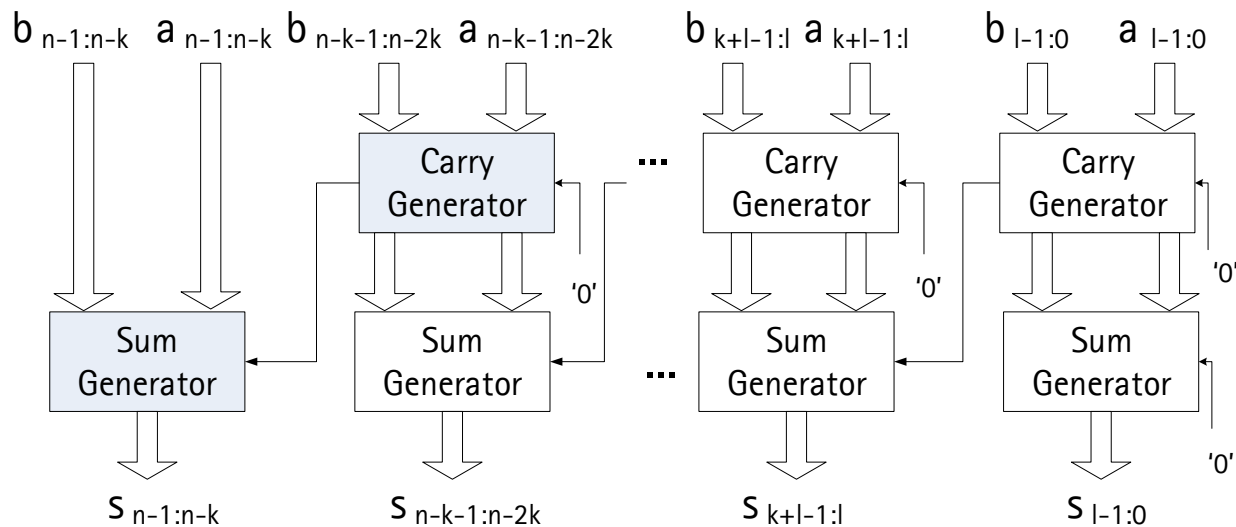 b n-1:n-k a n-1:n-k b n-k-1:n-2k a n-k-1:n-2k b k+l-1:l a k+l-1:l b l-1:0 a l-1:0
Carry
Generator
...
Carry
Generator
Carry
Generator
'0'
'0'
'0'
Sum
Generator
Sum
Generator
...
Sum
Generator
Sum
Generator
'0'
s n-1:n-k s n-k-1:n-2k s k+l-1:l s l-1:0